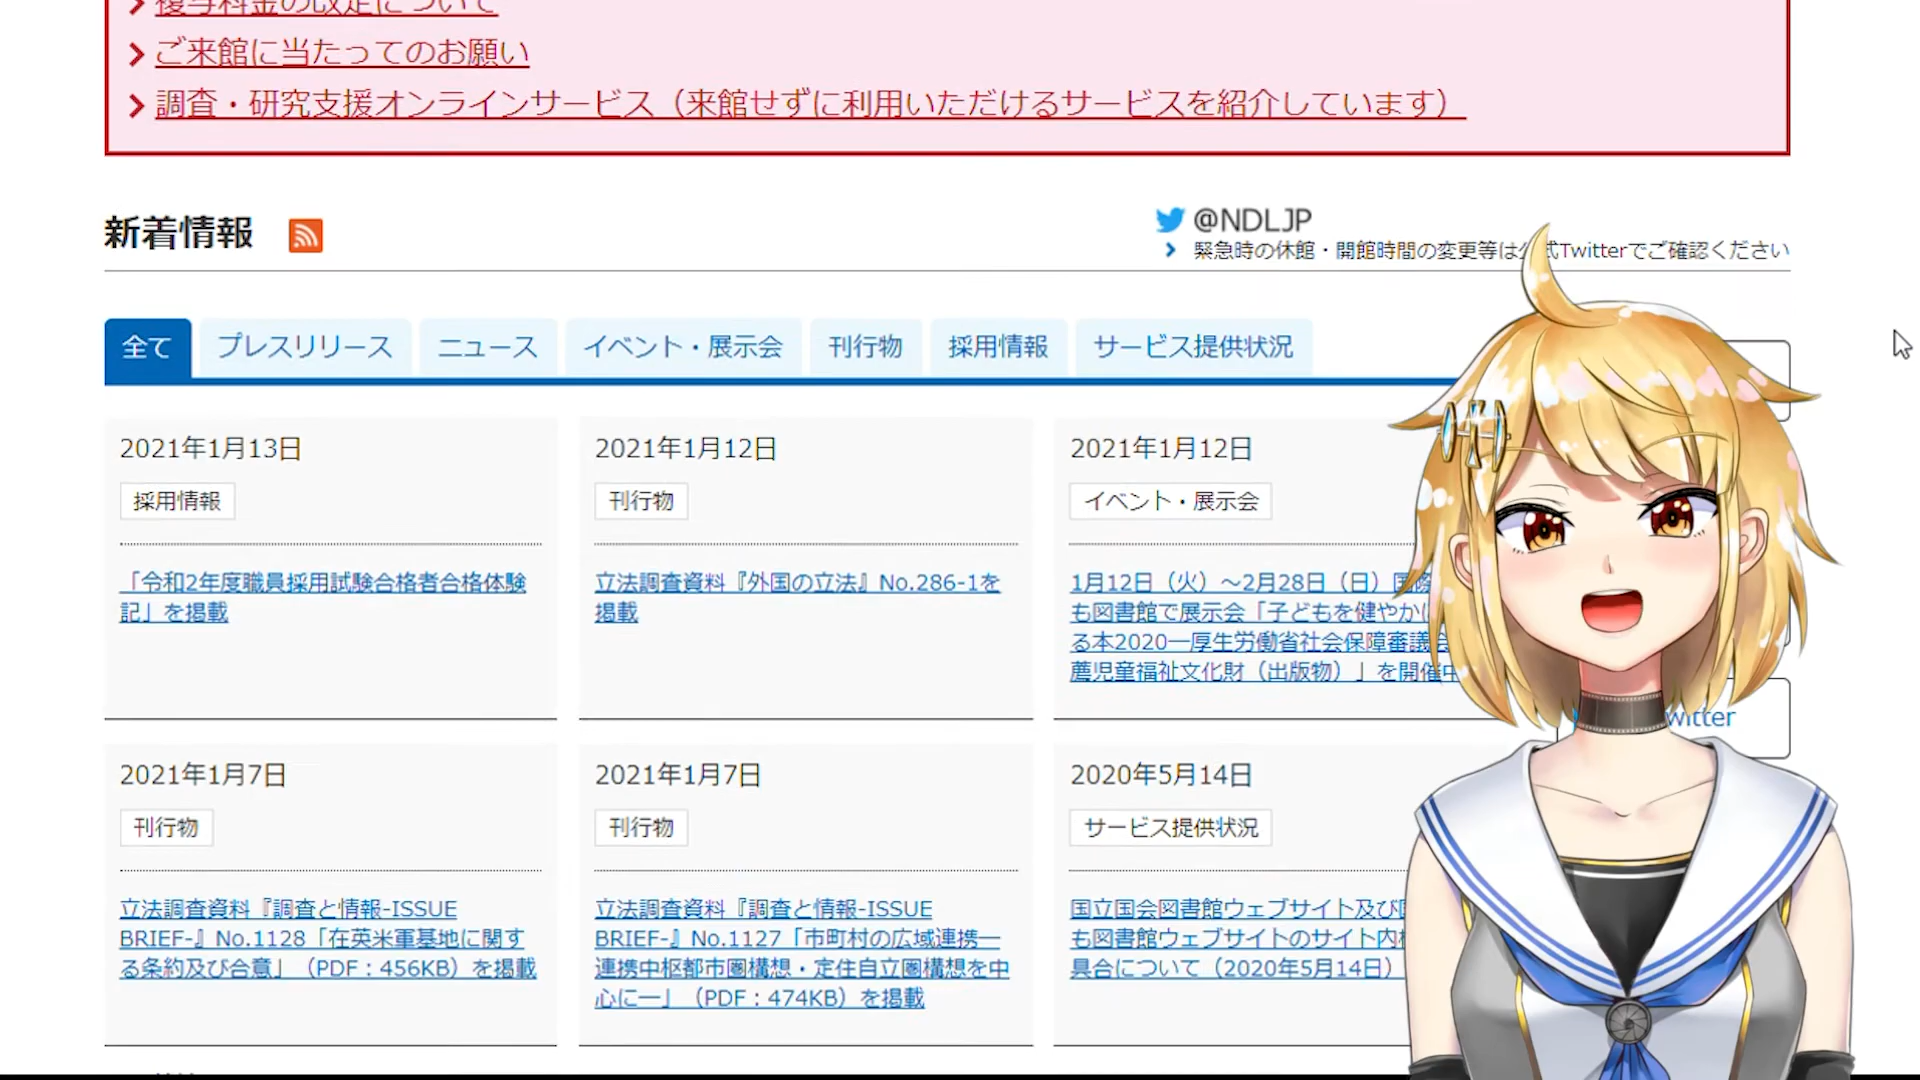 複写料金の改定について
ご来館に当たってのお願い
調査・研究支援オンラインサービス（来館せずに利用いただけるサービスを紹介しています）
新着情報
@NDLJP
緊急時の休館・開館時間の変更等は公式Twitterでご確認ください
全て
プレスリリース
ニュース
イベント・展示会
刊行物
採用情報
サービス提供状況
2021年1月13日
採用情報
「令和2年度職員採用試験合格者合格体験
記」を掲載
2021年1月12日
刊行物
立法調査資料『外国の立法』No.286-1を
掲載
2021年1月12日
イベント・展示会
1月12日（火）～2月28日（日）国際
も図書館で展示会「子どもを健やかに
る本2020―厚生労働省社会保障審議会
薦児童福祉文化財（出版物）」を開催中
witter
2021年1月7日
刊行物
立法調査資料『調査と情報-ISSUE
BRIEF-』No.1128「在英米軍基地に関す
る条約及び合意」（PDF：456KB）を掲載
2021年1月7日
刊行物
立法調査資料『調査と情報-ISSUE
BRIEF-』No.1127「市町村の広域連携―
連携中枢都市圏構想・定住自立圏構想を中
心に―」（PDF：474KB）を掲載
2020年5月14日
サービス提供状況
国立国会図書館ウェブサイト及び
も図書館ウェブサイトのサイト内
具合について（2020年5月14日）